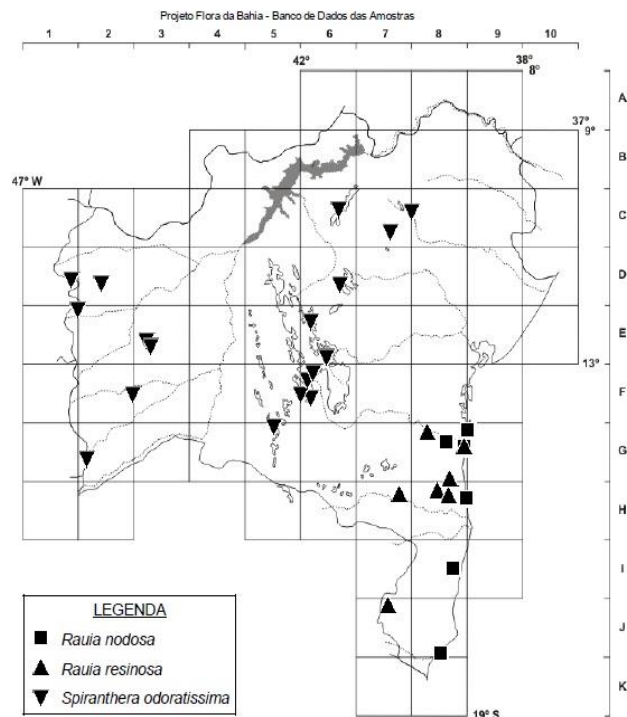 Projeto Flora da Bahia - Banco de Dados das Amostras
1 2 3 4 5 6 7 8 9 10
42° 38°
8°
A
37°
9°
B
47° W
C
D
E
13°
F
G
H
I
J
K
19° S
LEGENDA
Rauia nodosa
Rauia resinosa
Spiranthera odoratissima